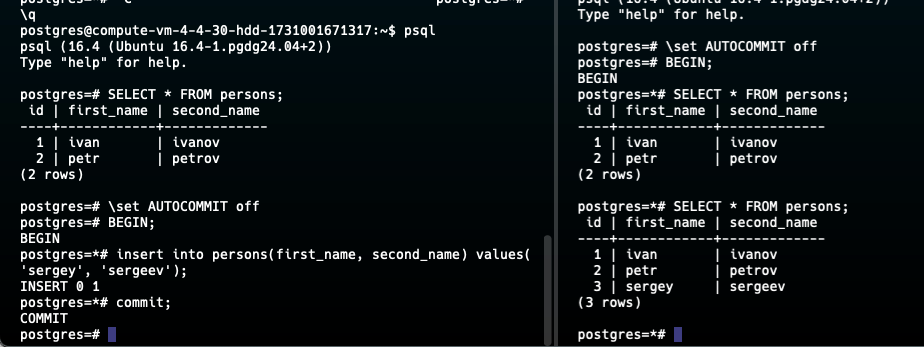 \q
postgres@compute-vm-4-4-30-hdd-1731001671317:~$ psql
psql (16.4 (Ubuntu 16.4-1.pgdg24.04+2))
Type "help" for help.
postgres=# SELECT * FROM persons;
 id | first_name | second_name
----+------------+-------------
  1 | ivan       | ivanov
  2 | petr       | petrov
(2 rows)
postgres=# \set AUTOCOMMIT off
postgres=# BEGIN;
BEGIN
postgres=*# insert into persons(first_name, second_name) values(
'sergey', 'sergeev');
INSERT 0 1
postgres=*# commit;
COMMIT
postgres=#
Type "help" for help.
postgres=# \set AUTOCOMMIT off
postgres=# BEGIN;
BEGIN
postgres=*# SELECT * FROM persons;
 id | first_name | second_name
----+------------+-------------
  1 | ivan       | ivanov
  2 | petr       | petrov
(2 rows)
postgres=*# SELECT * FROM persons;
 id | first_name | second_name
----+------------+-------------
  1 | ivan       | ivanov
  2 | petr       | petrov
  3 | sergey     | sergeev
(3 rows)
postgres=*#